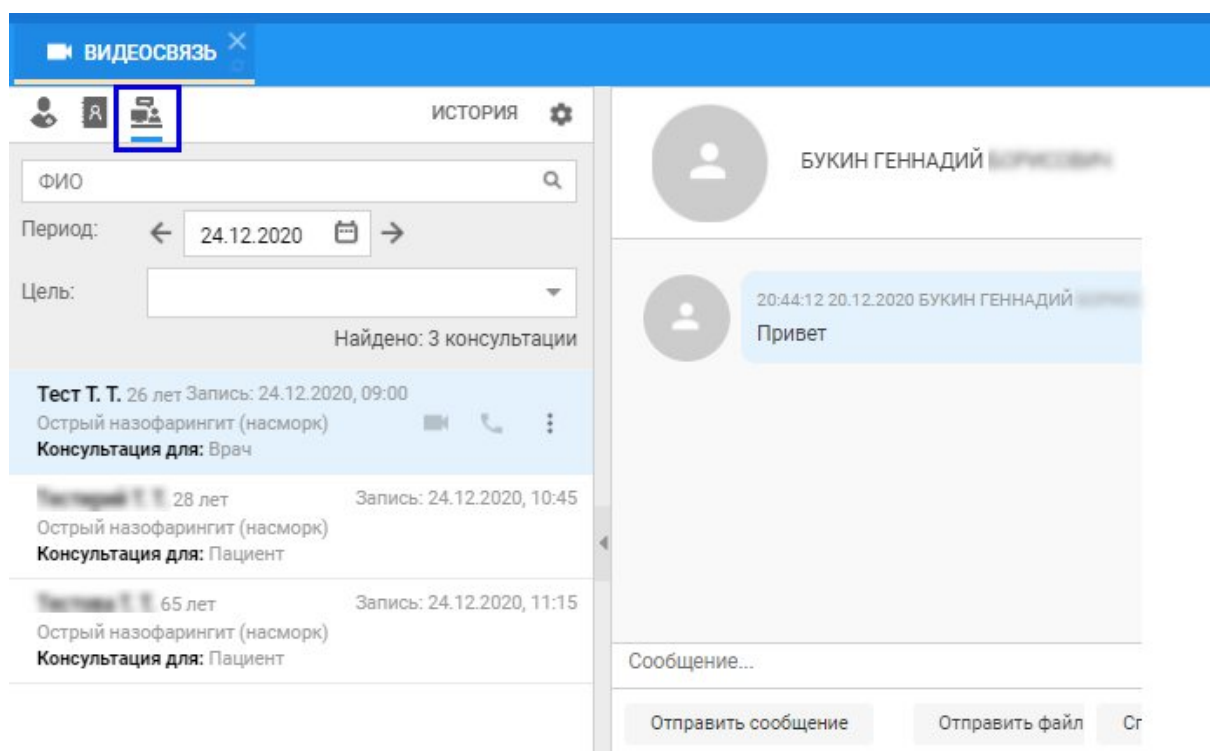 ВИДЕОСВЯЗЬ
ИСТОРИЯ
ФИО
Период: 24.12.2020
Цель:
Найдено: 3 консультации
Тест Т. Т. 26 лет Запись: 24.12.2020, 09:00
Острый назофарингит (насморк)
Консультация для: Врач
28 лет Запись: 24.12.2020, 10:45
Острый назофарингит (насморк)
Консультация для: Пациент
65 лет Запись: 24.12.2020, 11:15
Острый назофарингит (насморк)
Консультация для: Пациент
БУКИН ГЕННАДИЙ
20:44:12 20.12.2020 БУКИН ГЕННАДИЙ
Привет
Сообщение...
Отправить сообщение Отправить файл